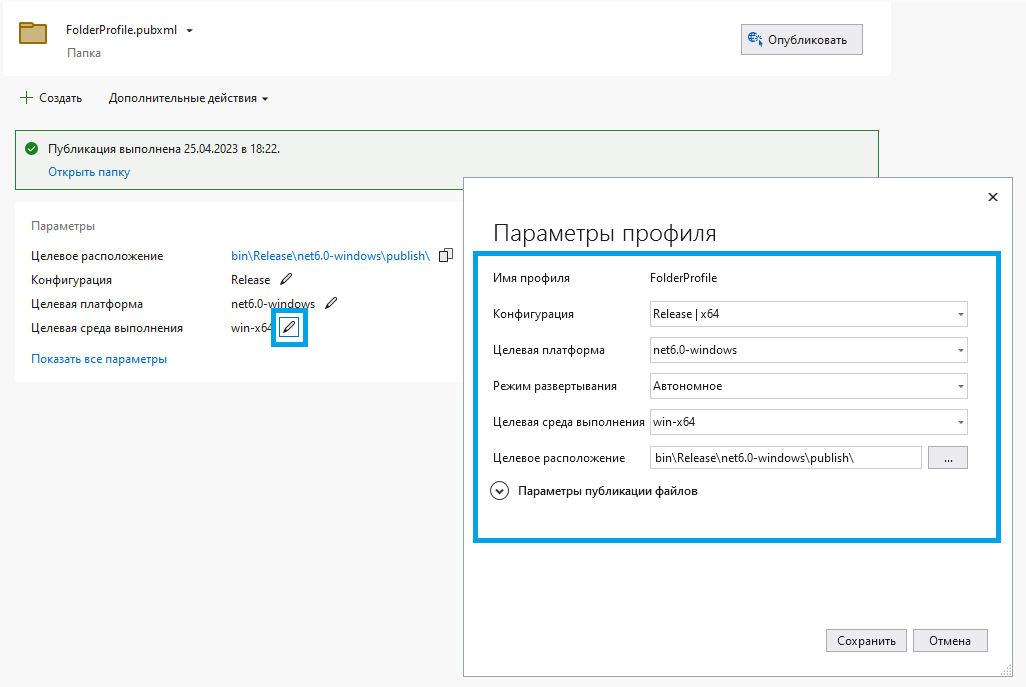 FolderProfile.pubxml
Папка
Опубликовать
Создать
Дополнительные действия
Публикация выполнена 25.04.2023 в 18:22.
Открыть папку
Параметры
Целевое расположение
bin\Release\net6.0-windows\publish\
Конфигурация
Release
Целевая платформа
net6.0-windows
Целевая среда выполнения
win-x64
Показать все параметры
Параметры профиля
Имя профиля
FolderProfile
Конфигурация
Release | x64
Целевая платформа
net6.0-windows
Режим развертывания
Автономное
Целевая среда выполнения
win-x64
Целевое расположение
bin\Release\net6.0-windows\publish\
...
Параметры публикации файлов
Сохранить
Отмена